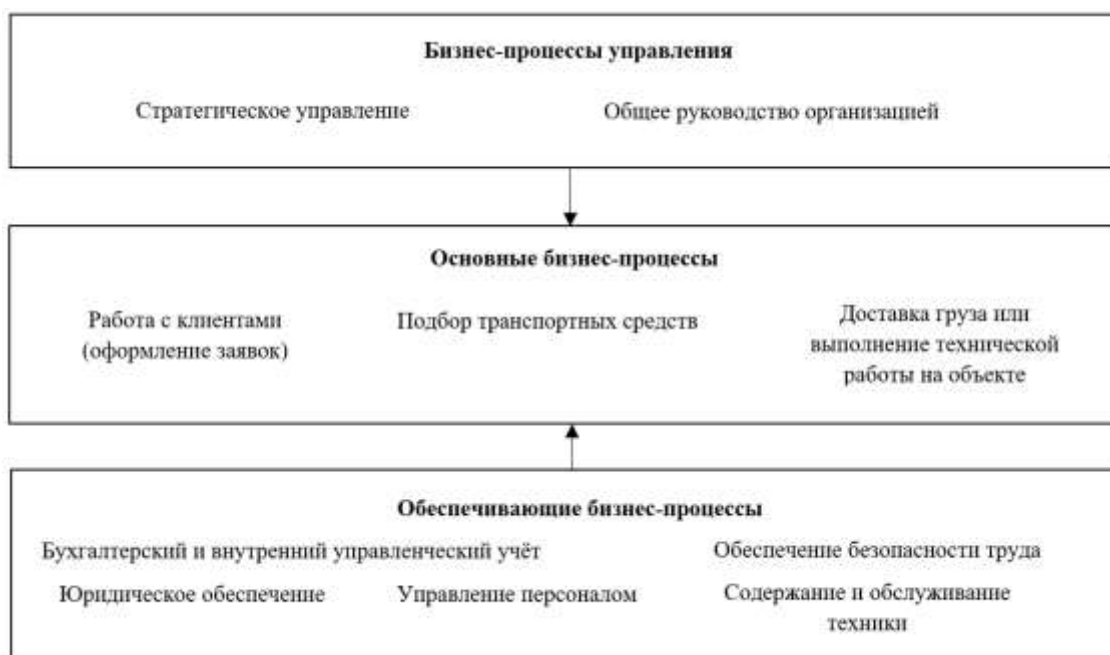 Бизнес-процессы управления
Стратегическое управление
Общее руководство организацией
Основные бизнес-процессы
Работа с клиентами
(оформление заявок)
Подбор транспортных средств
Доставка груза или
выполнение технической
работы на объекте
Обеспечивающие бизнес-процессы
Бухгалтерский и внутренний управленческий учёт
Обеспечение безопасности труда
Юридическое обеспечение
Управление персоналом
Содержание и обслуживание
техники